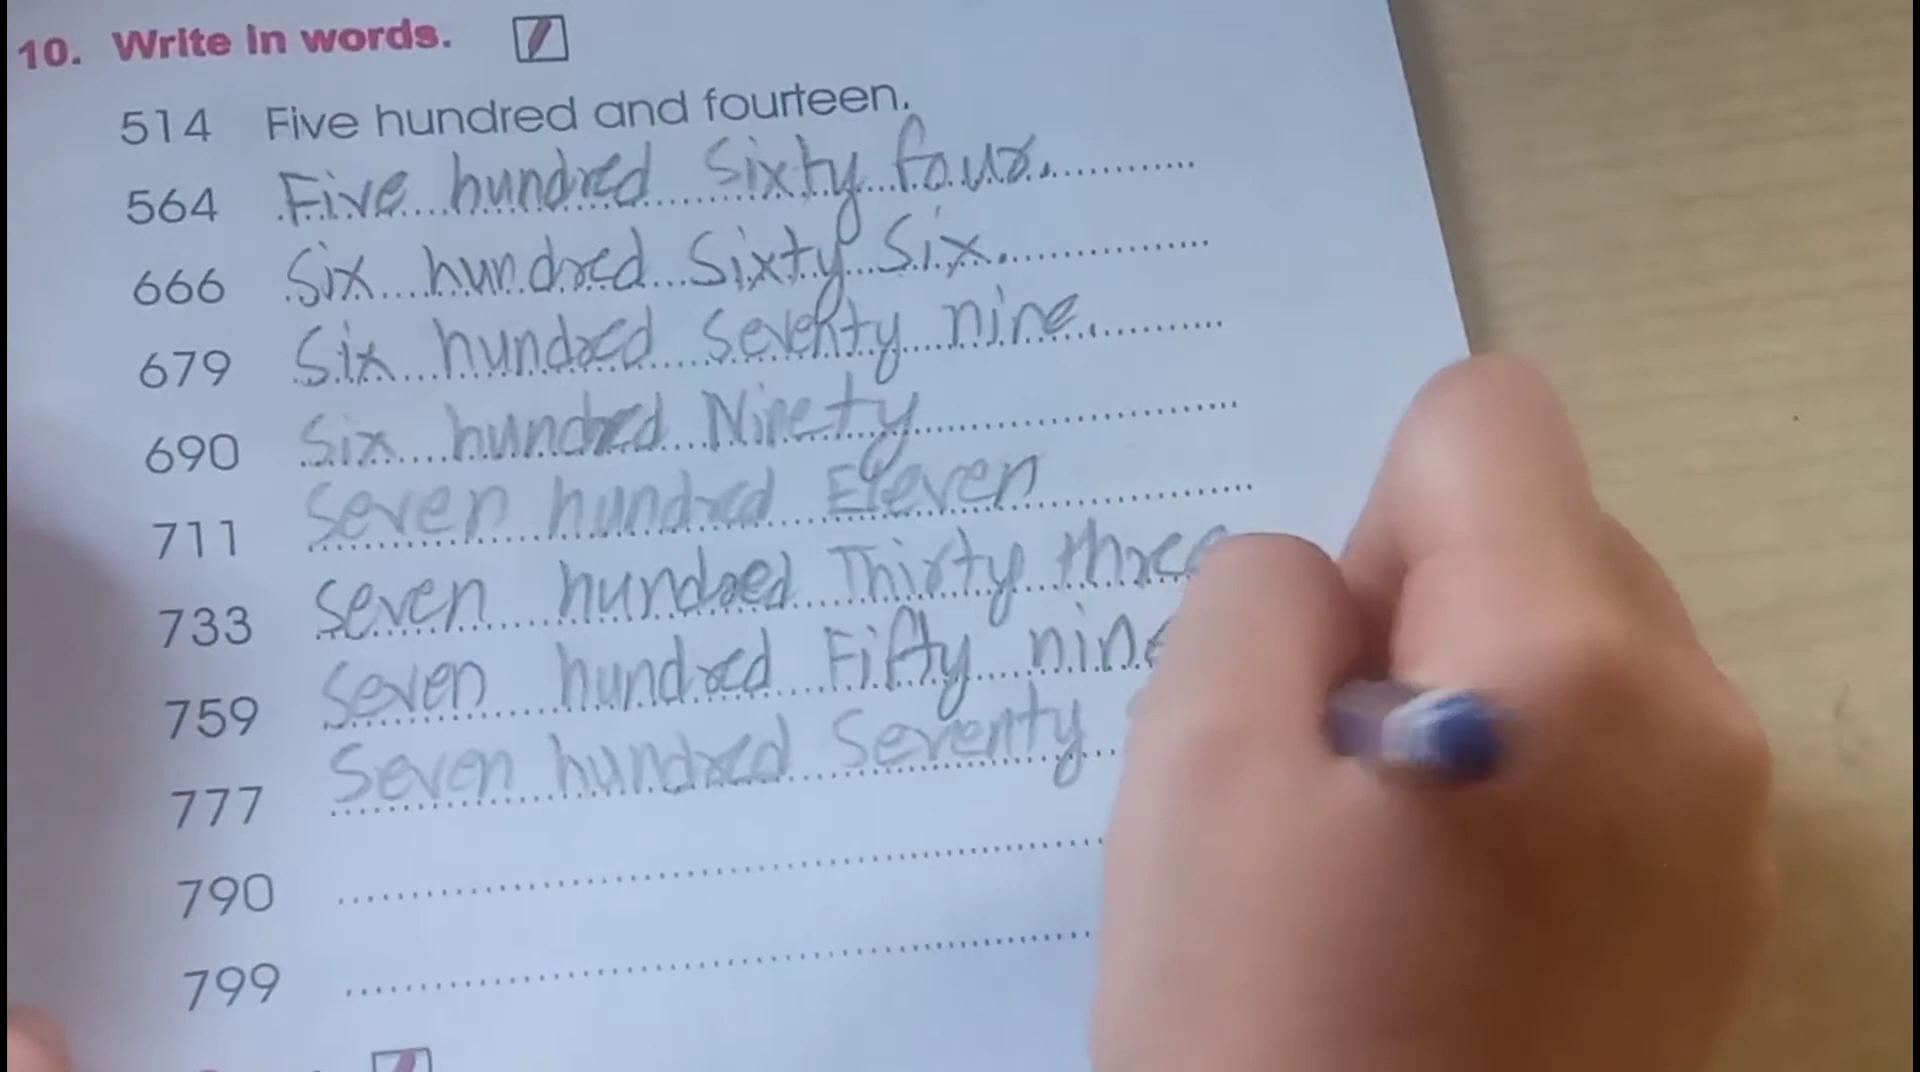 10. Write in words.
514 Five hundred and fourteen.
564 Five hundred Sixty four.
666 Six hundred Sixty Six.
679 Six hundred Seventy nine.
690 Six hundred Ninety
711 Seven hundred Eleven
733 Seven hundred Thirty three
759 Seven hundred Fifty nine
777 Seven hundred Seventy
790
799